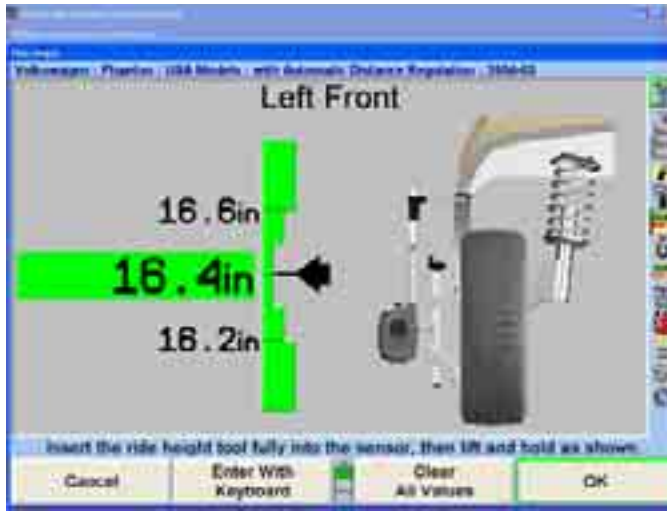 Volkswagen : Phaeton : USA Models : with Automatic Distance Regulation : 2004-03
Left Front
16.6in
16.4in
16.2in
Insert the ride height tool fully into the sensor, then lift and hold as shown.
Cancel
Enter With
Keyboard
Clear
All Values
OK